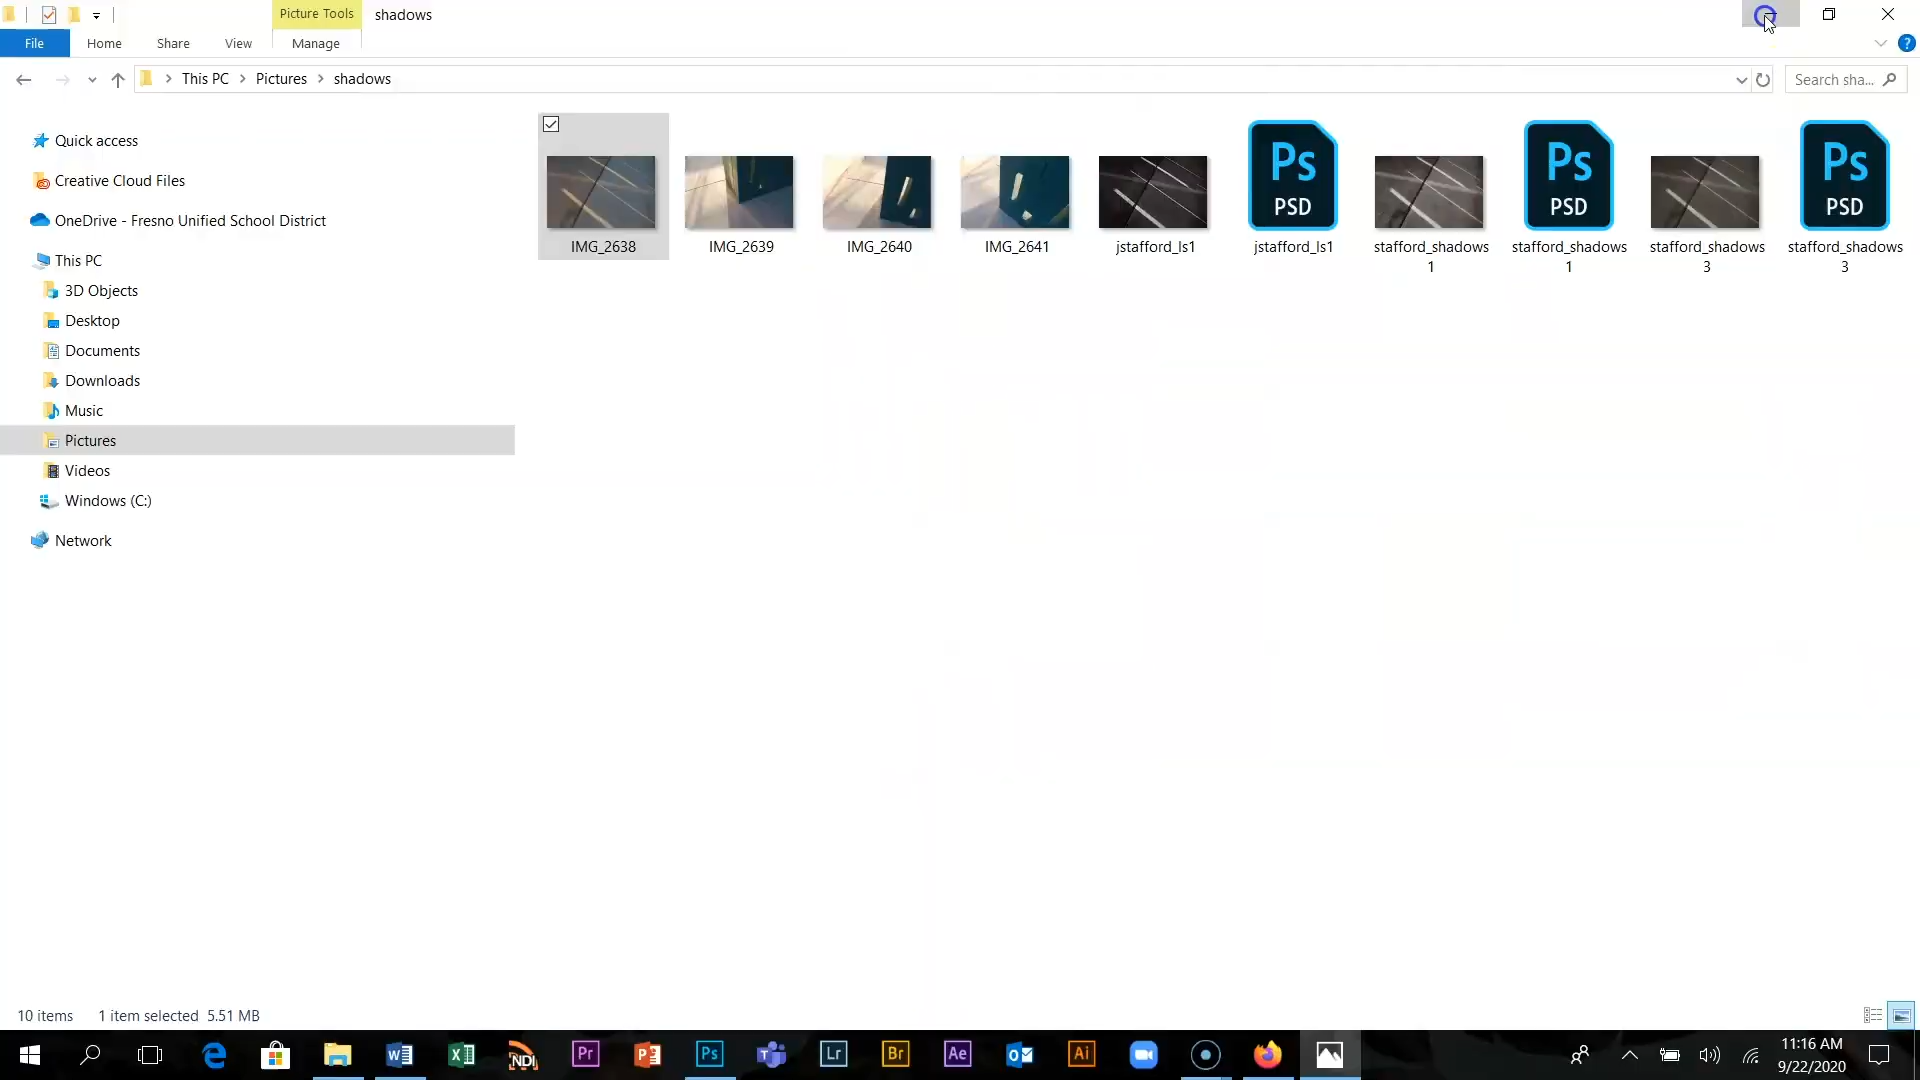 Picture Tools
shadows
File
Home
Share
View
Manage
This PC
Pictures
shadows
Search sha...
Quick access
Creative Cloud Files
OneDrive - Fresno Unified School District
This PC
3D Objects
Desktop
Documents
Downloads
Music
Pictures
Videos
Windows (C:)
Network
Ps
PSD
Ps
PSD
Ps
PSD
IMG_2638
IMG_2639
IMG_2640
IMG_2641
jstafford_ls1
jstafford_ls1
stafford_shadows
1
stafford_shadows
1
stafford_shadows
3
stafford_shadows
3
10 items
1 item selected 5.51 MB
NDI
Pr
Ps
Lr
Br
Ae
Ai
11:16 AM
9/22/2020